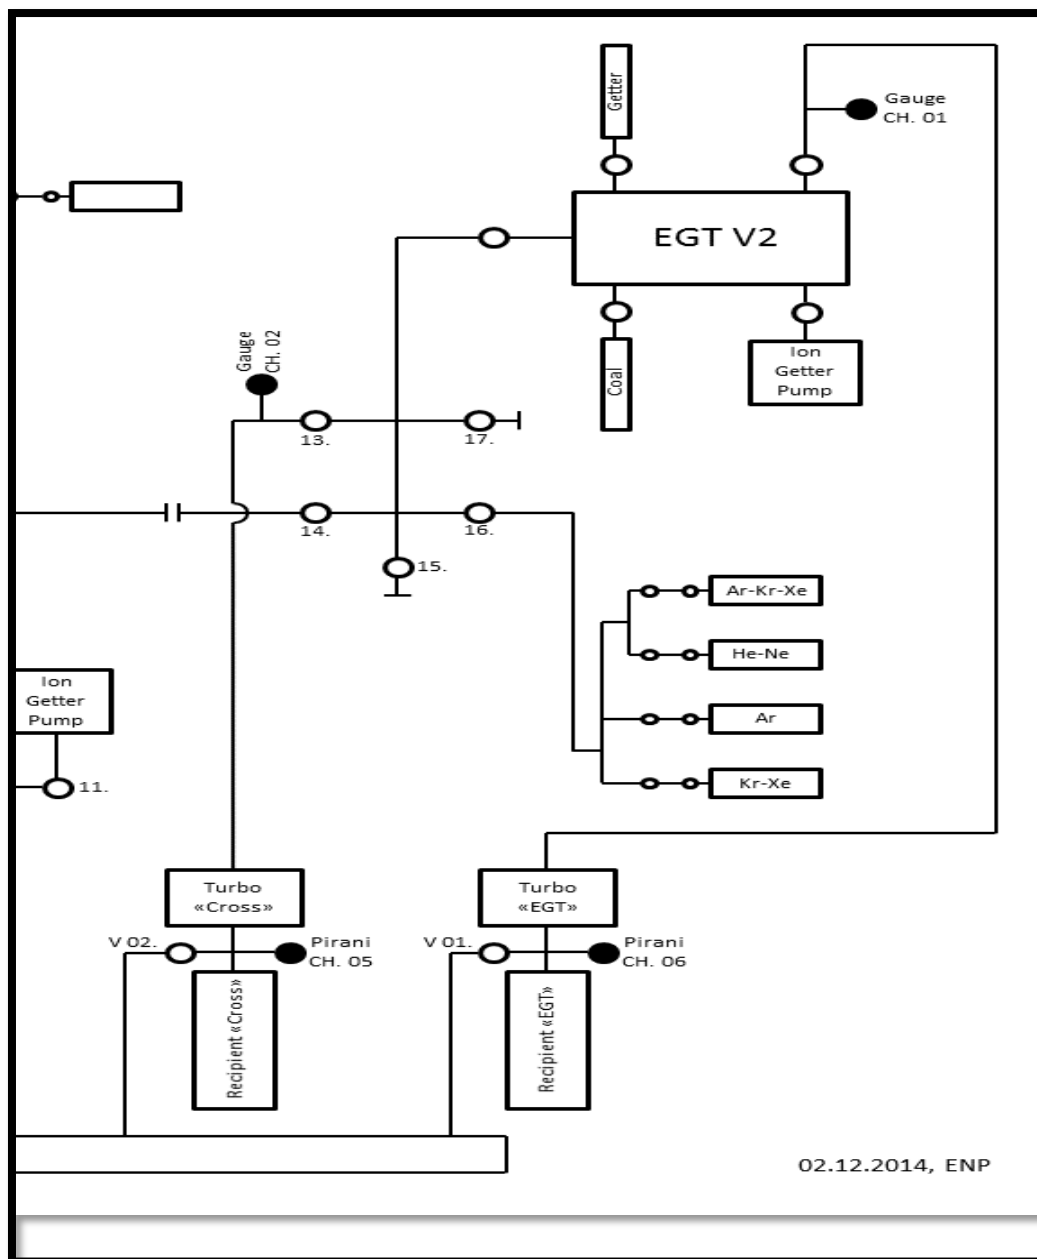 Getter
Gauge
CH. 01
EGT V2
Gauge
CH. 02
Coal
Ion
Getter
Pump
13.
17.
14.
16.
15.
Ar-Kr-Xe
He-Ne
Ion
Getter
Pump
Ar
Kr-Xe
11.
Turbo
«Cross»
Turbo
«EGT»
V 02.
Pirani
CH. 05
V 01.
Pirani
CH. 06
Recipient «Cross»
Recipient «EGT»
02.12.2014, ENP